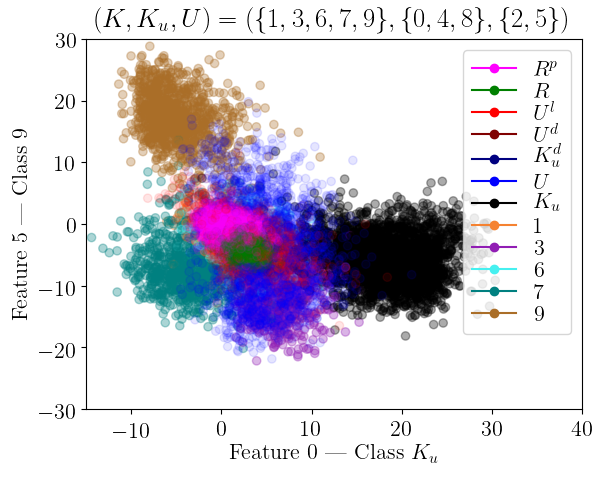 (K, K_u, U) = ({1, 3, 6, 7, 9}, {0, 4, 8}, {2, 5})
30
20
10
0
−10
−20
−30
Feature 5 — Class 9
−10
0
10
20
30
40
Feature 0 — Class K_u
R^p
R
U^l
U^d
K_u^d
U
K_u
1
3
6
7
9